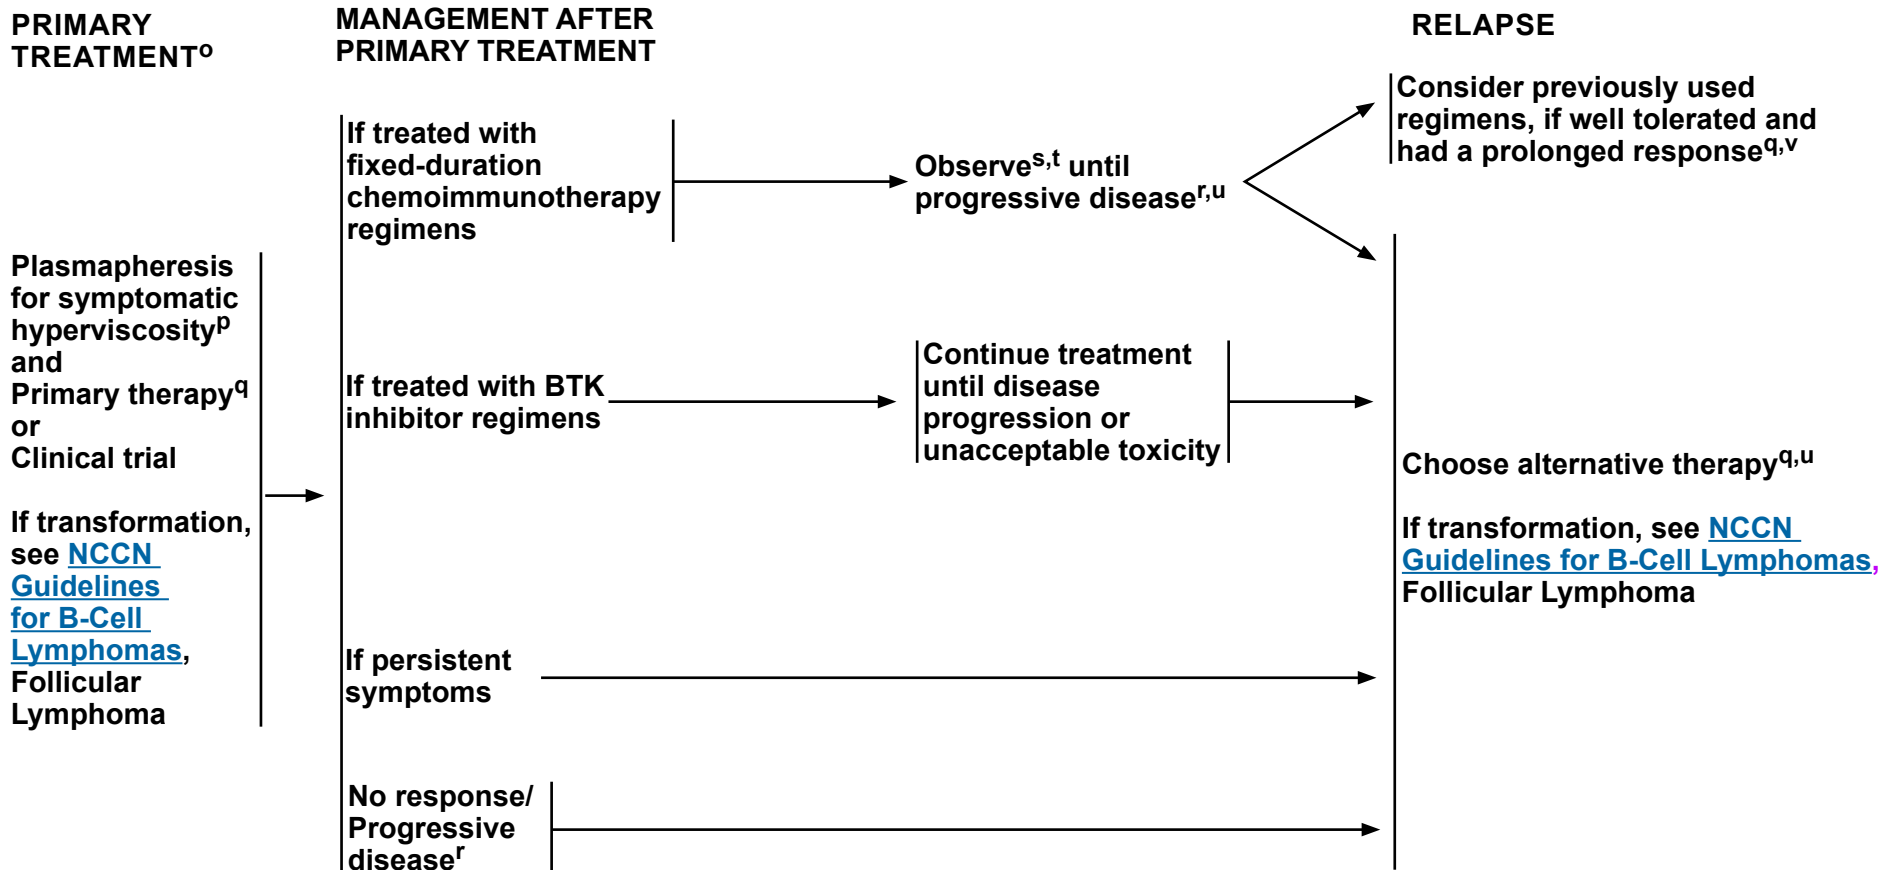 PRIMARY
TREATMENTo
MANAGEMENT AFTER
PRIMARY TREATMENT
RELAPSE
Plasmapheresis
for symptomatic
hyperviscosityp
and
Primary therapyq
or
Clinical trial
If transformation,
see NCCN
Guidelines
for B-Cell
Lymphomas,
Follicular
Lymphoma
If treated with
fixed-duration
chemoimmunotherapy
regimens
Observes,t until
progressive diseaser,u
Consider previously used
regimens, if well tolerated and
had a prolonged responseq,v
If treated with BTK
inhibitor regimens
Continue treatment
until disease
progression or
unacceptable toxicity
If persistent
symptoms
No response/
Progressive
diseaser
Choose alternative therapyq,u
If transformation, see NCCN
Guidelines for B-Cell Lymphomas,
Follicular Lymphoma